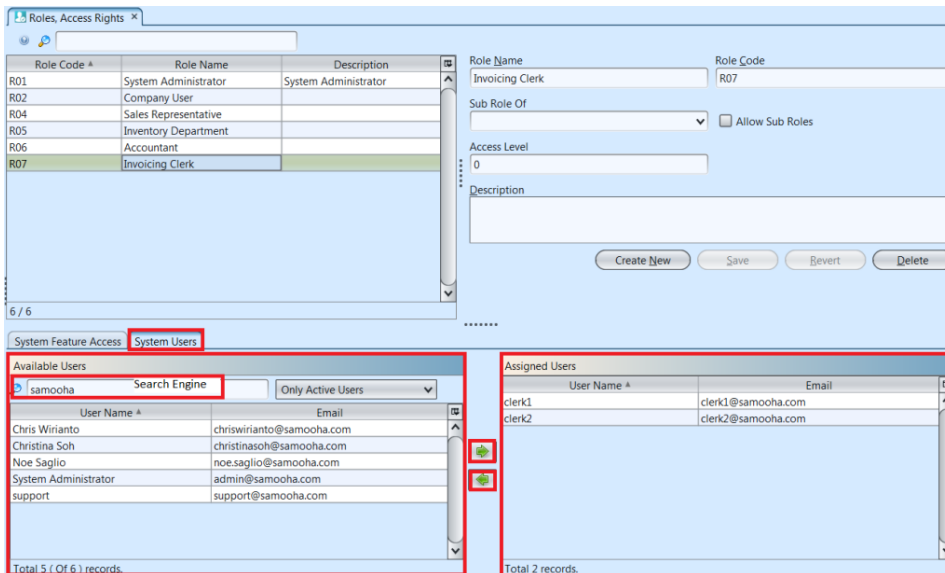 Roles, Access Rights ×
Role Code Role Name Description
R01 System Administrator System Administrator
R02 Company User
R04 Sales Representative
R05 Inventory Department
R06 Accountant
R07 Invoicing Clerk
6 / 6
Role Name Role Code
Invoicing Clerk R07
Sub Role Of
Allow Sub Roles
Access Level
0
Description
Create New Save Revert Delete
System Feature Access System Users
Available Users
samooha Search Engine Only Active Users
User Name Email
Chris Wirianto chriswirianto@samooha.com
Christina Soh christinasoh@samooha.com
Noe Saglio noe.saglio@samooha.com
System Administrator admin@samooha.com
support support@samooha.com
Total 5 ( Of 6 ) records.
Assigned Users
User Name Email
clerk1 clerk1@samooha.com
clerk2 clerk2@samooha.com
Total 2 records.